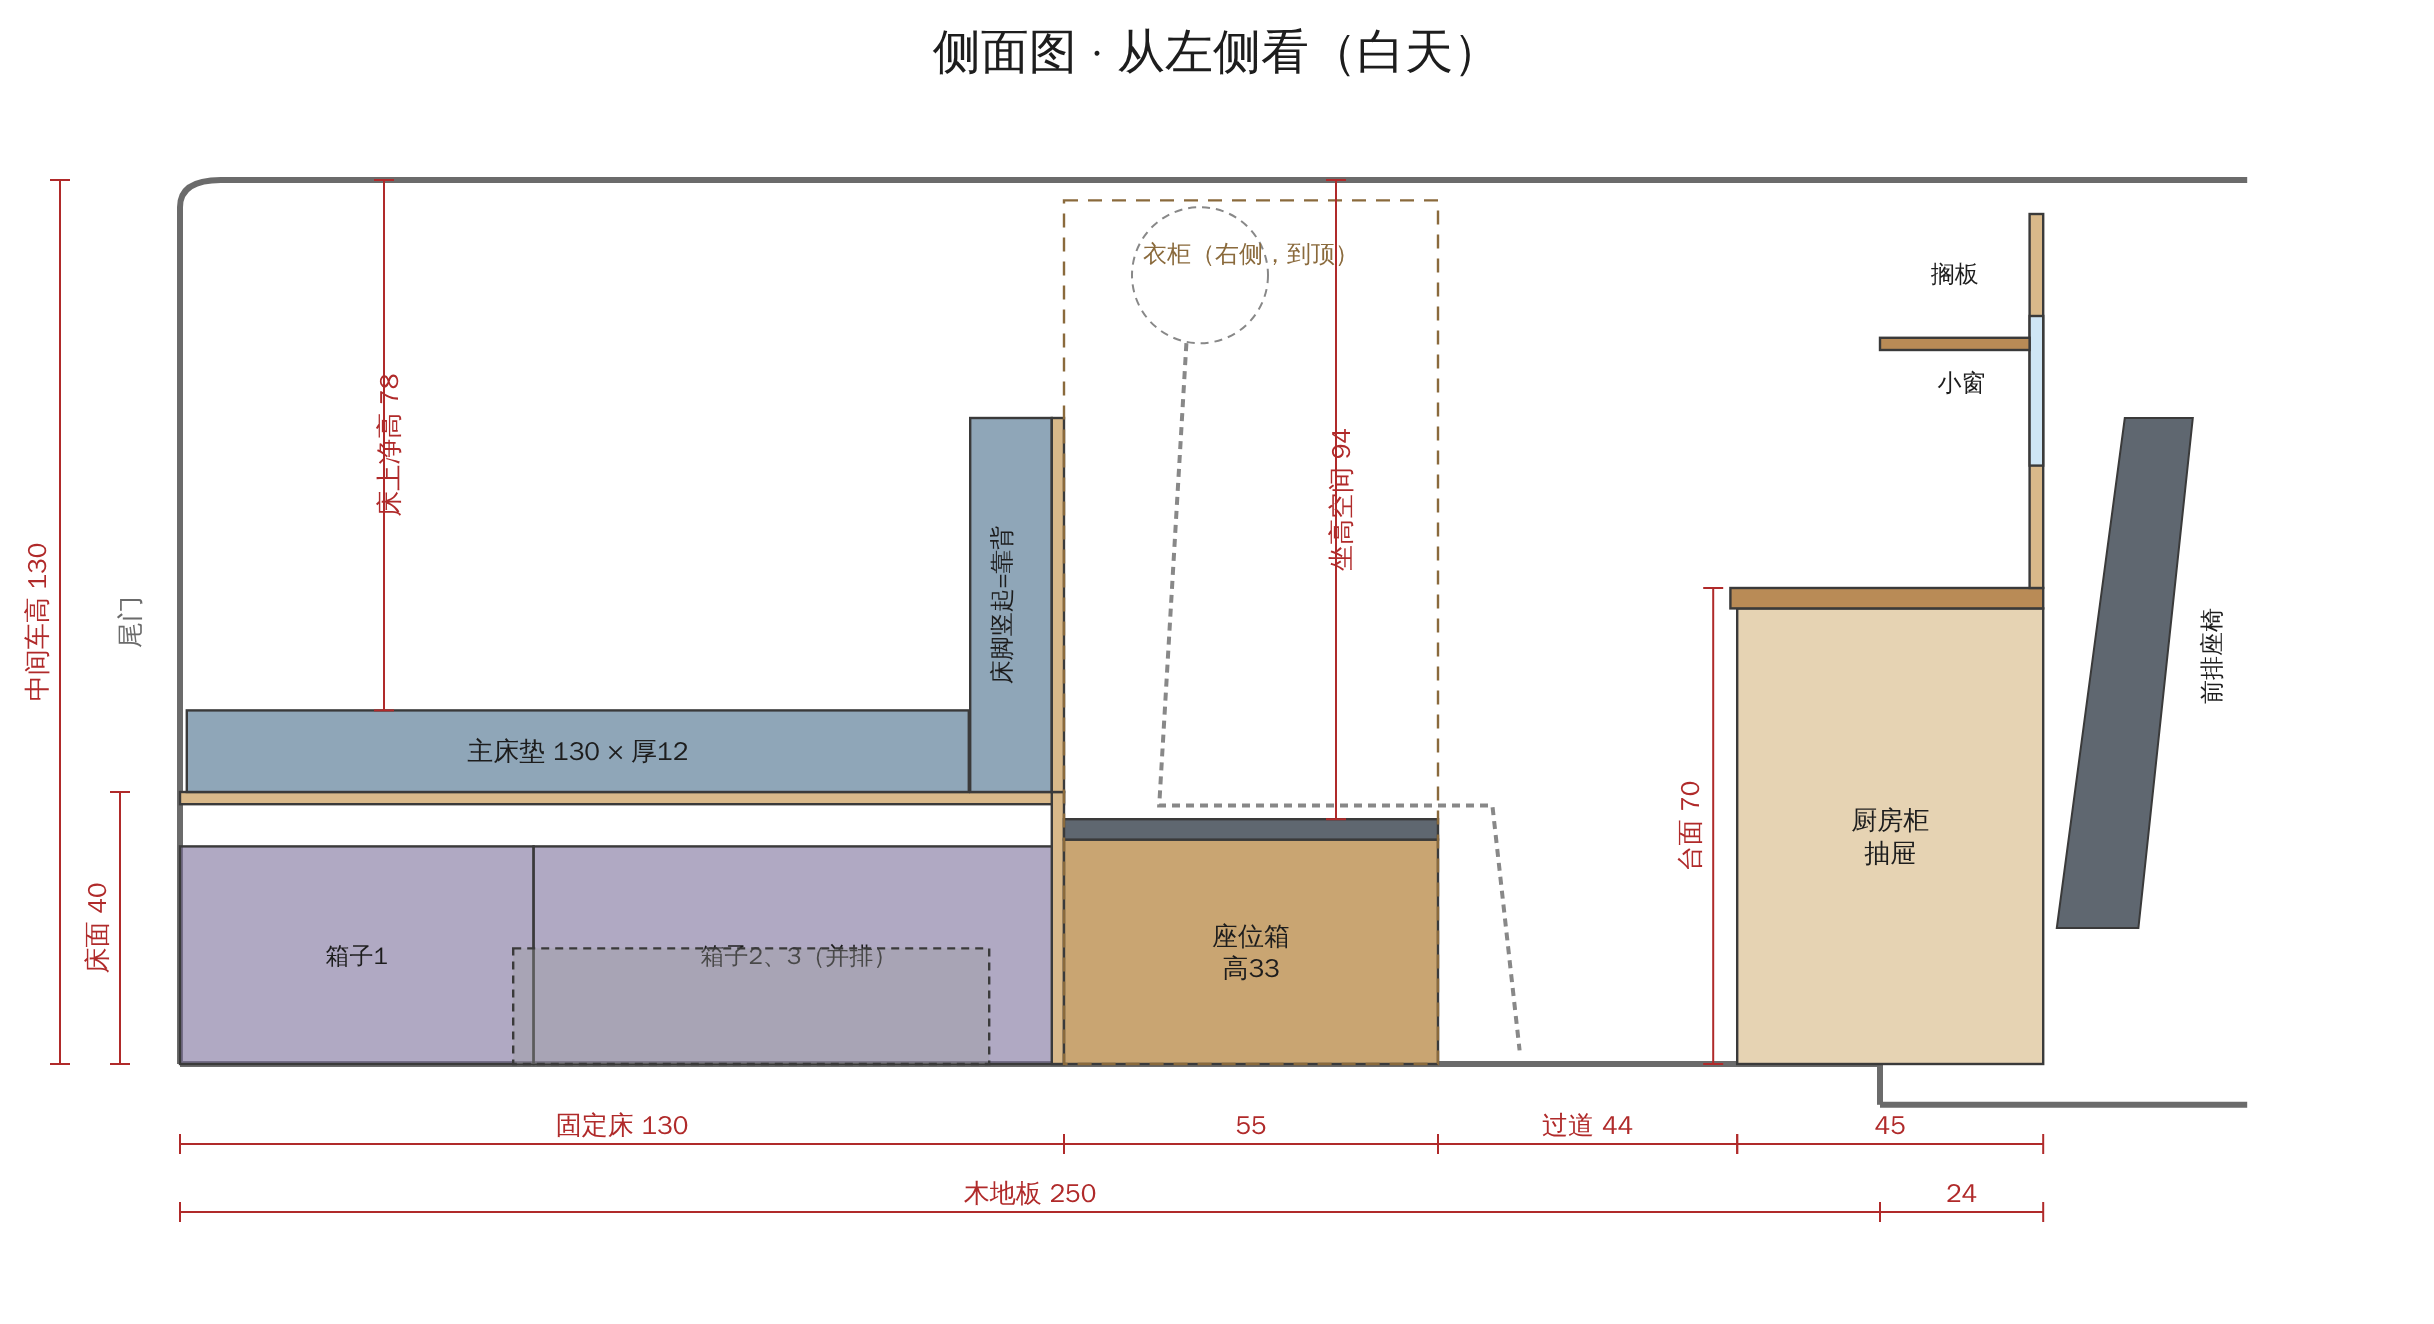 侧面图 · 从左侧看（白天）
衣柜（右侧，到顶）
搁板
小窗
床上净高 78
坐高空间 94
中间车高 130
尾门
床脚竖起=靠背
前排座椅
主床垫 130 × 厚12
台面 70
厨房柜
抽屉
床面 40
箱子1
箱子2、3（并排）
座位箱
高33
固定床 130
55
过道 44
45
木地板 250
24